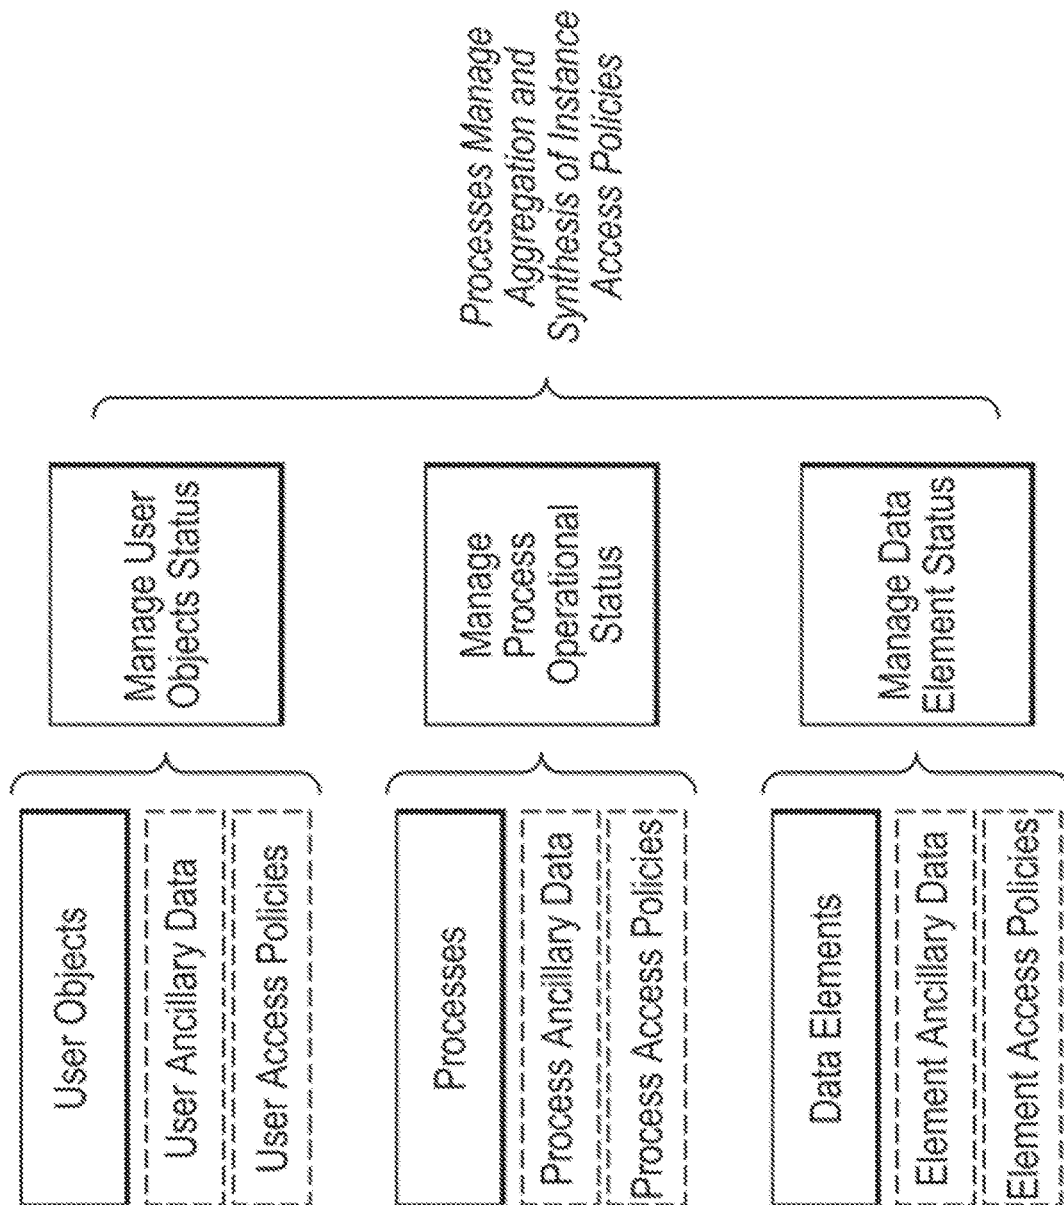 User Objects
User Ancillary Data
User Access Policies
Manage User
Objects Status
Processes
Process Ancillary Data
Process Access Policies
Manage
Process
Operational
Status
Data Elements
Element Ancillary Data
Element Access Policies
Manage Data
Element Status
Processes Manage
Aggregation and
Synthesis of Instance
Access Policies